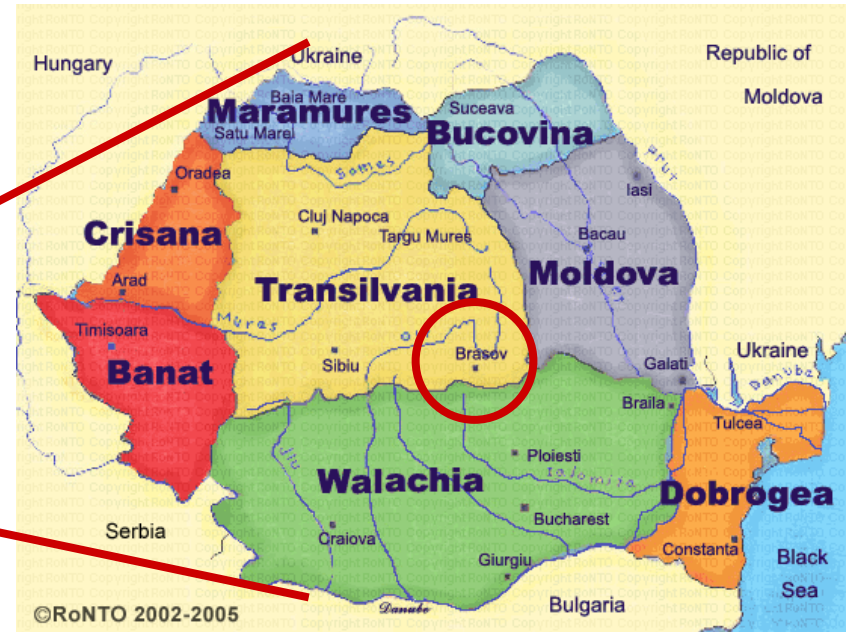 Hungary
Ukraine
Republic of
Moldova
Baia Mare
Maramures
Satu Marei
Suceava
Bucovina
Prut
Somes
Oradea
Iasi
Cluj Napoca
Crisana
Targu Mures
Bacau
Moldova
Arad
Transilvania
Mures
Timisoara
Olt
Brasov
Sibiu
Banat
Galati
Ukraine
Danube
Braila
Tulcea
Ploiesti
Ialomita
Jiu
Walachia
Dobrogea
Bucharest
Serbia
Craiova
Constanta
Black
Sea
Giurgiu
Bulgaria
Danube
©RoNTO 2002-2005